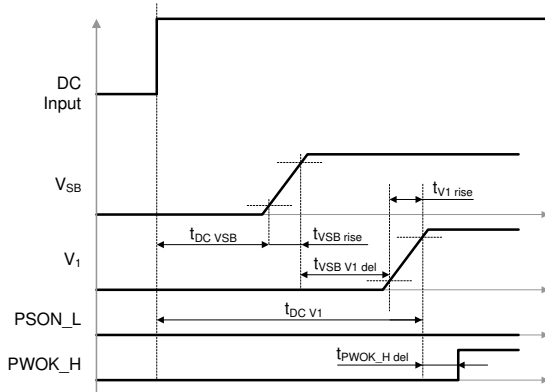 DC
Input
VSB
tV1 rise
tDC VSB
tVSB rise
V1
tVSB V1 del
tDC V1
PSON_L
tPWOK_H del
PWOK_H